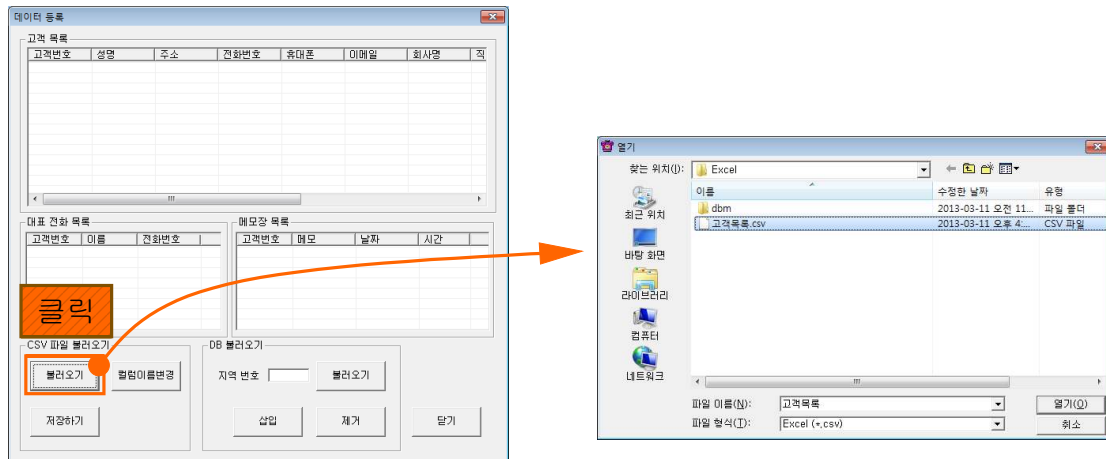 데이터 등록
고객 목록
고객번호 성명 주소 전화번호 휴대폰 이메일 회사명 직
대표 전화 목록
고객번호 이름 전화번호
메모장 목록
고객번호 메모 날짜 시간
클릭
CSV 파일 불러오기
불러오기 컬럼이름변경
저장하기
DB 불러오기
지역 번호 불러오기
삽입 제거
닫기
열기
찾는 위치(I): Excel
최근 위치
바탕 화면
라이브러리
컴퓨터
네트워크
이름 수정한 날짜 유형
dbm 2013-03-11 오전 11... 파일 폴더
고객목록.csv 2013-03-11 오후 4:... CSV 파일
파일 이름(N): 고객목록 열기(O)
파일 형식(T): Excel (*.csv) 취소